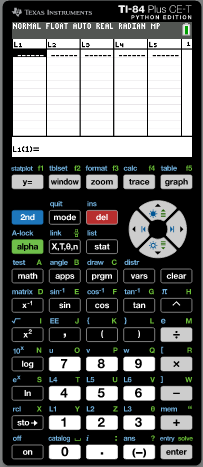 TEXAS INSTRUMENTS TI-84 Plus CE-T
PYTHON EDITION
NORMAL FLOAT AUTO REAL RADIAN MP
L1 L2 L3 L4 L5 1
------ ------ ------ ------ ------
L1(1)=
statplot f1 tblset f2 format f3 calc f4 table f5
y= window zoom trace graph
quit ins
2nd mode del
A-lock link list
alpha X,T,θ,n stat
test A angle B draw C distr
math apps prgm vars clear
matrix D sin⁻¹ E cos⁻¹ F tan⁻¹ G π H
x⁻¹ sin cos tan ^
√ I EE J { K } L e M
x² , ( ) ÷
10ˣ N u O v P w Q [ R
log 7 8 9 ×
eˣ S L4 T L5 U L6 V ] W
ln 4 5 6 −
rcl X L1 Y L2 Z L3 θ mem "
sto→ 1 2 3 +
off catalog ⎵ i : ans ? entry solve
on 0 . (−) enter